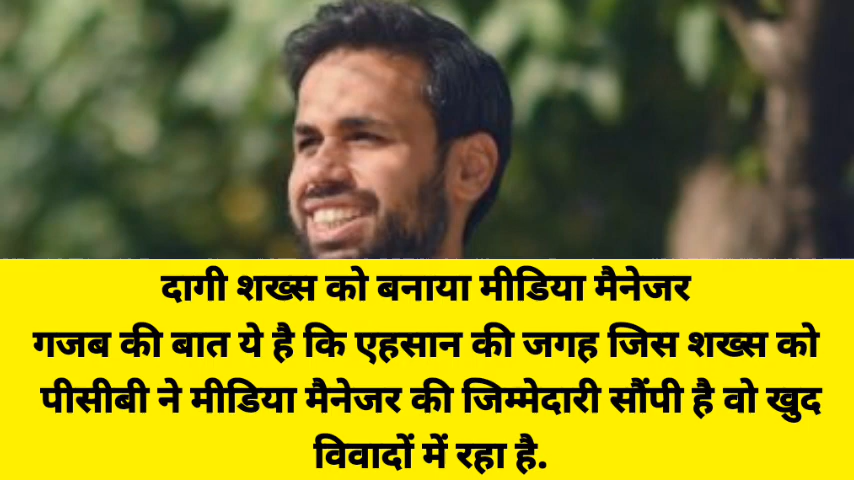 दागी शख्स को बनाया मीडिया मैनेजर
गजब की बात ये है कि एहसान की जगह जिस शख्स को
पीसीबी ने मीडिया मैनेजर की जिम्मेदारी सौंपी है वो खुद
विवादों में रहा है.